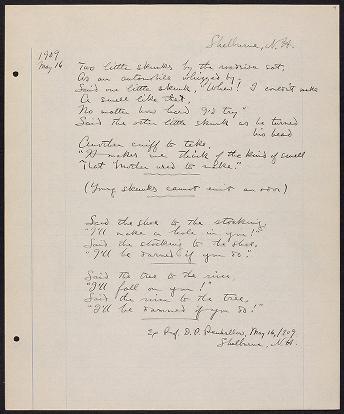 Shelburne, N.H.
1909
May 16
Two little skunks by the roadside sat,
As an automobile whizzed by.
Said one little skunk, "Whew! I couldn't make
A smell like that,
No matter how hard I'd try"
Said the other little skunk as he turned
his head
Another sniff to take,
"It makes me think of the kind of smell
That Mother used to make."
(Young skunks cannot emit an odor)
Said the shoe to the stocking,
"I'll make a hole in you!"
Said the stocking to the shoe,
"I'll be darned if you do."
Said the tree to the river,
"I'll fall on you!"
Said the river to the tree,
"I'll be dammed if you do!"
Ex Prof. D. P. Penhallow, May 16, 1909.
Shelburne, N.H.